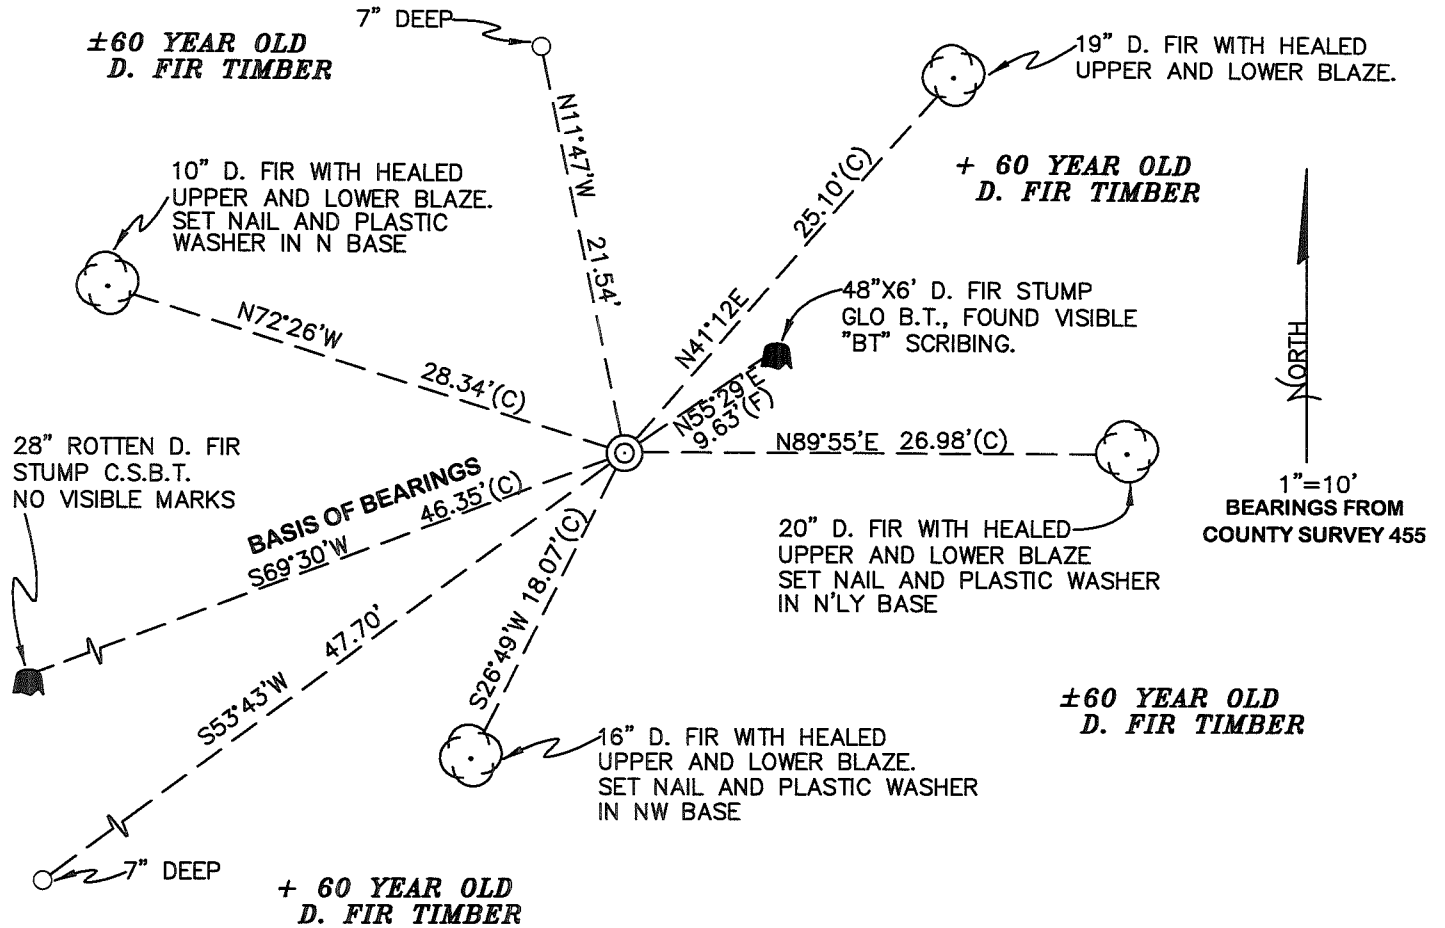 7" DEEP
±60 YEAR OLD
D. FIR TIMBER
19" D. FIR WITH HEALED
UPPER AND LOWER BLAZE.
N11°47'W
21.54'
10" D. FIR WITH HEALED
UPPER AND LOWER BLAZE.
SET NAIL AND PLASTIC
WASHER IN N BASE
25.10'(C)
N41°12E
+ 60 YEAR OLD
D. FIR TIMBER
48"X6' D. FIR STUMP
GLO B.T., FOUND VISIBLE
"BT" SCRIBING.
N55°29'E
9.63'(F)
NORTH
N72°26'W
28.34'(C)
N89°55'E 26.98'(C)
1"=10'
BEARINGS FROM
COUNTY SURVEY 455
28" ROTTEN D. FIR
STUMP C.S.B.T.
NO VISIBLE MARKS
BASIS OF BEARINGS
S69°30'W
46.35'(C)
20" D. FIR WITH HEALED
UPPER AND LOWER BLAZE
SET NAIL AND PLASTIC WASHER
IN N'LY BASE
S26°49'W 18.07'(C)
S53°43'W
47.70'
±60 YEAR OLD
D. FIR TIMBER
16" D. FIR WITH HEALED
UPPER AND LOWER BLAZE.
SET NAIL AND PLASTIC WASHER
IN NW BASE
7" DEEP
+ 60 YEAR OLD
D. FIR TIMBER